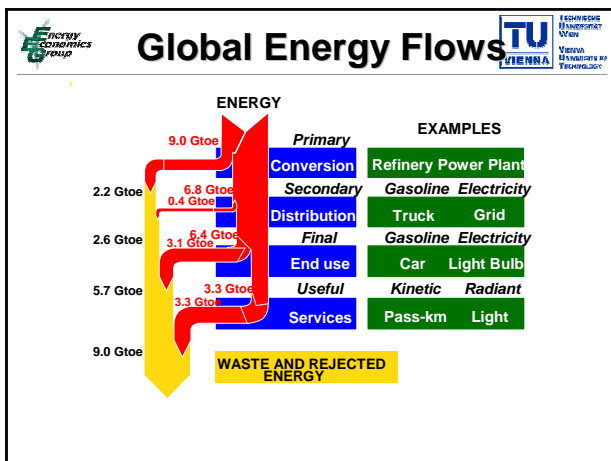 Energy
Economics
Group
Global Energy Flows
TU
VIENNA
TECHNISCHE
UNIVERSITÄT
WIEN
VIENNA
UNIVERSITY OF
TECHNOLOGY
ENERGY
EXAMPLES
9.0 Gtoe
Primary
Conversion
Refinery Power Plant
2.2 Gtoe
6.8 Gtoe
Secondary
Gasoline Electricity
0.4 Gtoe
Distribution
Truck Grid
2.6 Gtoe
6.4 Gtoe
Final
Gasoline Electricity
3.1 Gtoe
End use
Car Light Bulb
5.7 Gtoe
3.3 Gtoe
Useful
Kinetic Radiant
3.3 Gtoe
Services
Pass-km Light
9.0 Gtoe
WASTE AND REJECTED
ENERGY